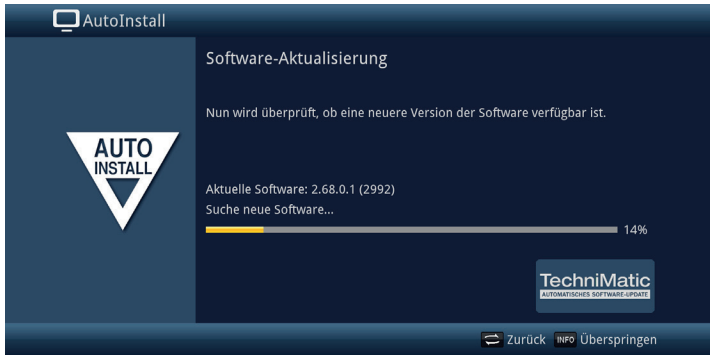 AutoInstall
Software-Aktualisierung
Nun wird überprüft, ob eine neuere Version der Software verfügbar ist.
AUTO
INSTALL
Aktuelle Software: 2.68.0.1 (2992)
Suche neue Software...
14%
TechniMatic
AUTOMATISCHES SOFTWARE-UPDATE
Zurück INFO Überspringen